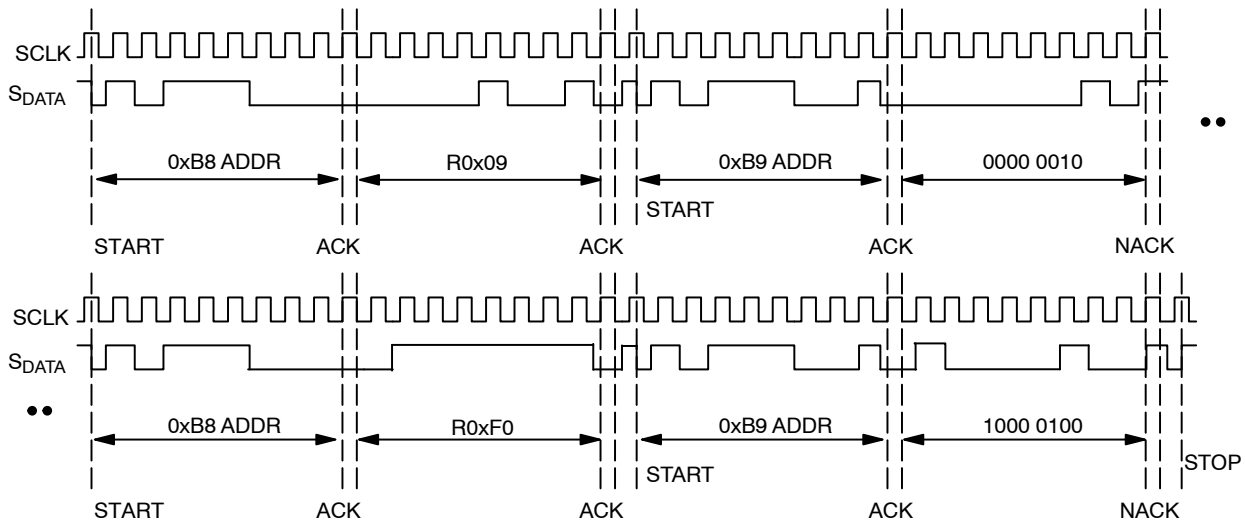 SCLK
SDATA
0xB8 ADDR R0x09 0xB9 ADDR 0000 0010
START
START ACK ACK ACK NACK
SCLK
SDATA
0xB8 ADDR R0xF0 0xB9 ADDR 1000 0100
START STOP
START ACK ACK ACK NACK